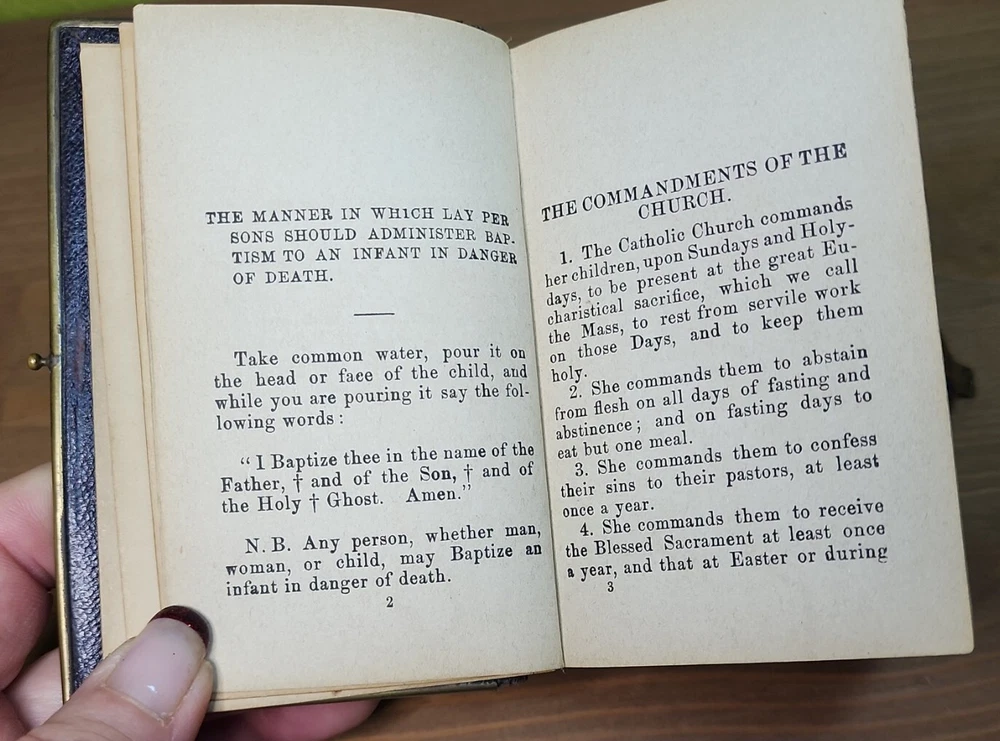 THE MANNER IN WH1CH LAY PER
SONS SHOULD ADMINISTER BAP-
TISM TO AN INFANT IN DANGER
OF DEATH.
Take common water, pour it on
the head or face of the child, and
while you are pouring it say the fol-
lowing words:
“ I Baptize thee in the name of the
Father, † and of the Son, † and of
the Holy † Ghost. Amen.”
N. B. Any person, whether man,
woman, or child, may Baptize an
infant in danger of death.
2
THE COMMANDMENTS OF THE
CHURCH.
1. The Catholic Church commands
her children, upon Sundays and Holy-
days, to be present at the great Eu-
charistical sacrifice, which we call
the Mass, to rest from servile work
on those Days, and to keep them
holy.
2. She commands them to abstain
from flesh on all days of fasting and
abstinence; and on fasting days to
eat but one meal.
3. She commands them to confess
their sins to their pastors, at least
once a year.
4. She commands them to receive
the Blessed Sacrament at least once
a year, and that at Easter or during
3